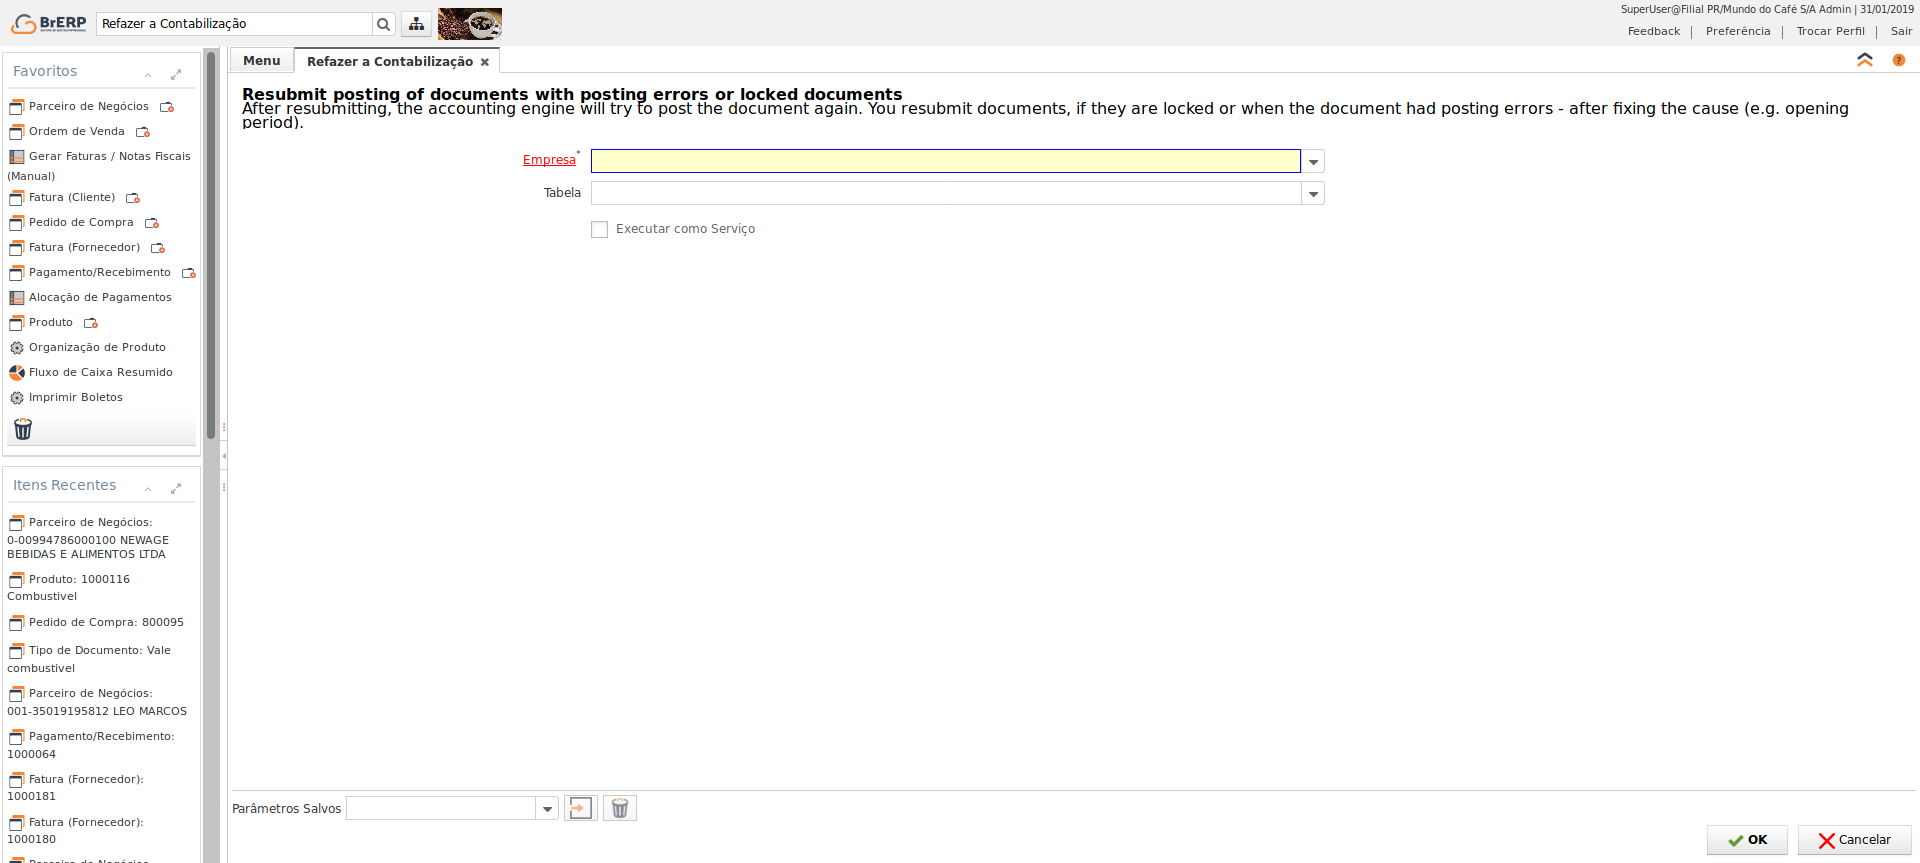 BrERP
Refazer a Contabilização
SuperUser@Filial PR/Mundo do Café S/A Admin | 31/01/2019
Feedback | Preferência | Trocar Perfil | Sair
Favoritos
Parceiro de Negócios
Ordem de Venda
Gerar Faturas / Notas Fiscais
(Manual)
Fatura (Cliente)
Pedido de Compra
Fatura (Fornecedor)
Pagamento/Recebimento
Alocação de Pagamentos
Produto
Organização de Produto
Fluxo de Caixa Resumido
Imprimir Boletos
Itens Recentes
Parceiro de Negócios:
0-00994786000100 NEWAGE
BEBIDAS E ALIMENTOS LTDA
Produto: 1000116
Combustivel
Pedido de Compra: 800095
Tipo de Documento: Vale
combustivel
Parceiro de Negócios:
001-35019195812 LEO MARCOS
Pagamento/Recebimento:
1000064
Fatura (Fornecedor):
1000181
Fatura (Fornecedor):
1000180
Menu
Refazer a Contabilização
Resubmit posting of documents with posting errors or locked documents
After resubmitting, the accounting engine will try to post the document again. You resubmit documents, if they are locked or when the document had posting errors - after fixing the cause (e.g. opening
period).
Empresa*
Tabela
Executar como Serviço
Parâmetros Salvos
OK
Cancelar